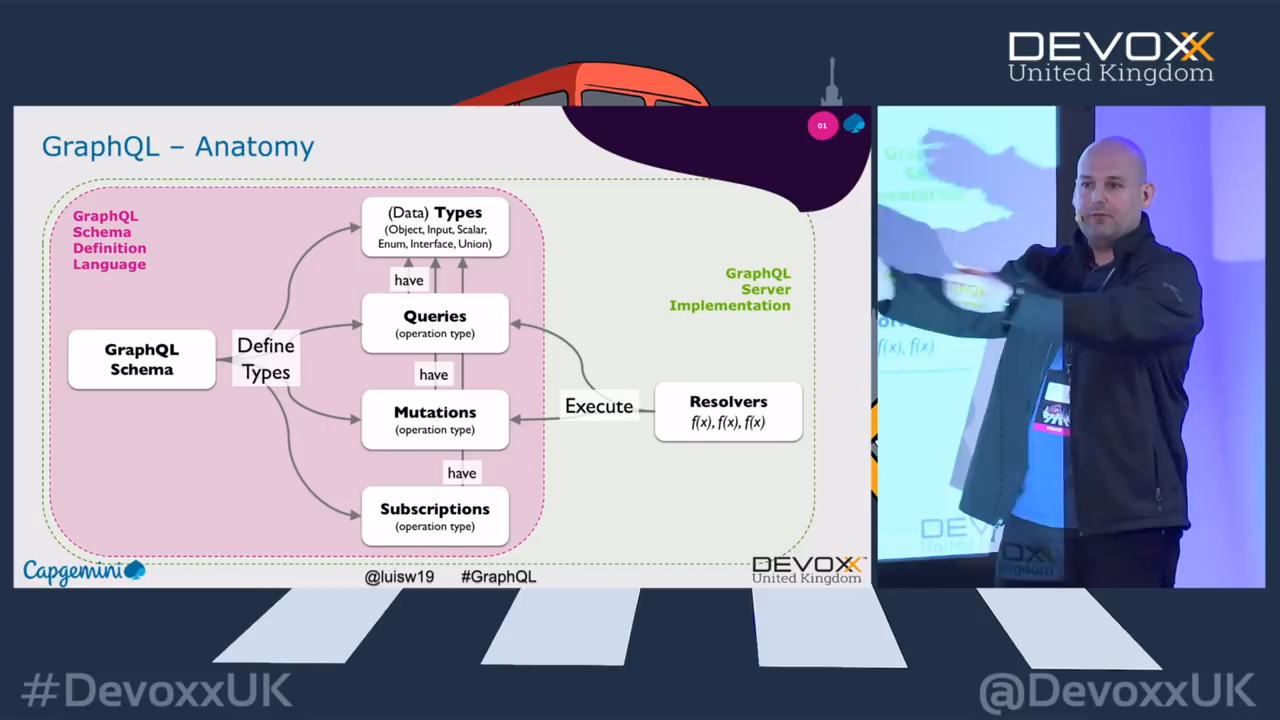 DEVOXX
United Kingdom
GraphQL – Anatomy
01
GraphQL
Schema
Definition
Language
(Data) Types
(Object, Input, Scalar,
Enum, Interface, Union)
have
Queries
(operation type)
GraphQL
Schema
Define
Types
have
Mutations
(operation type)
have
Subscriptions
(operation type)
GraphQL
Server
Implementation
Execute
Resolvers
f(x), f(x), f(x)
Capgemini
@luisw19 #GraphQL
DEVOXX
United Kingdom
f(x), f(x)
DEVO
United
#DevoxxUK
@DevoxxUK